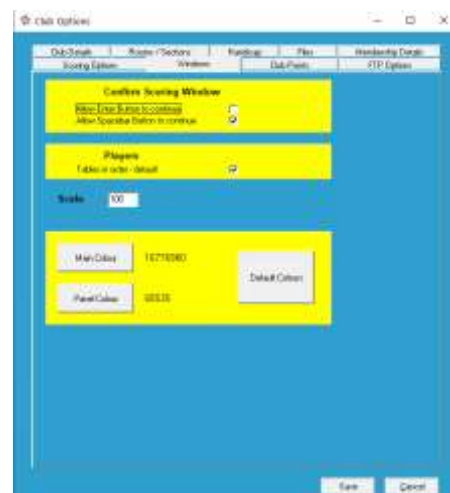 Club Options
Club Details Rooms / Sections Handicap Files Membership Details
Scoring Options Windows Club Points FTP Options
Confirm Scoring Window
Allow Enter Button to continue
Allow Spacebar Button to continue
Players
Tables in order - default
Scale 100
Main Colour 16776960
Default Colours
Panel Colour 65535
Save Cancel